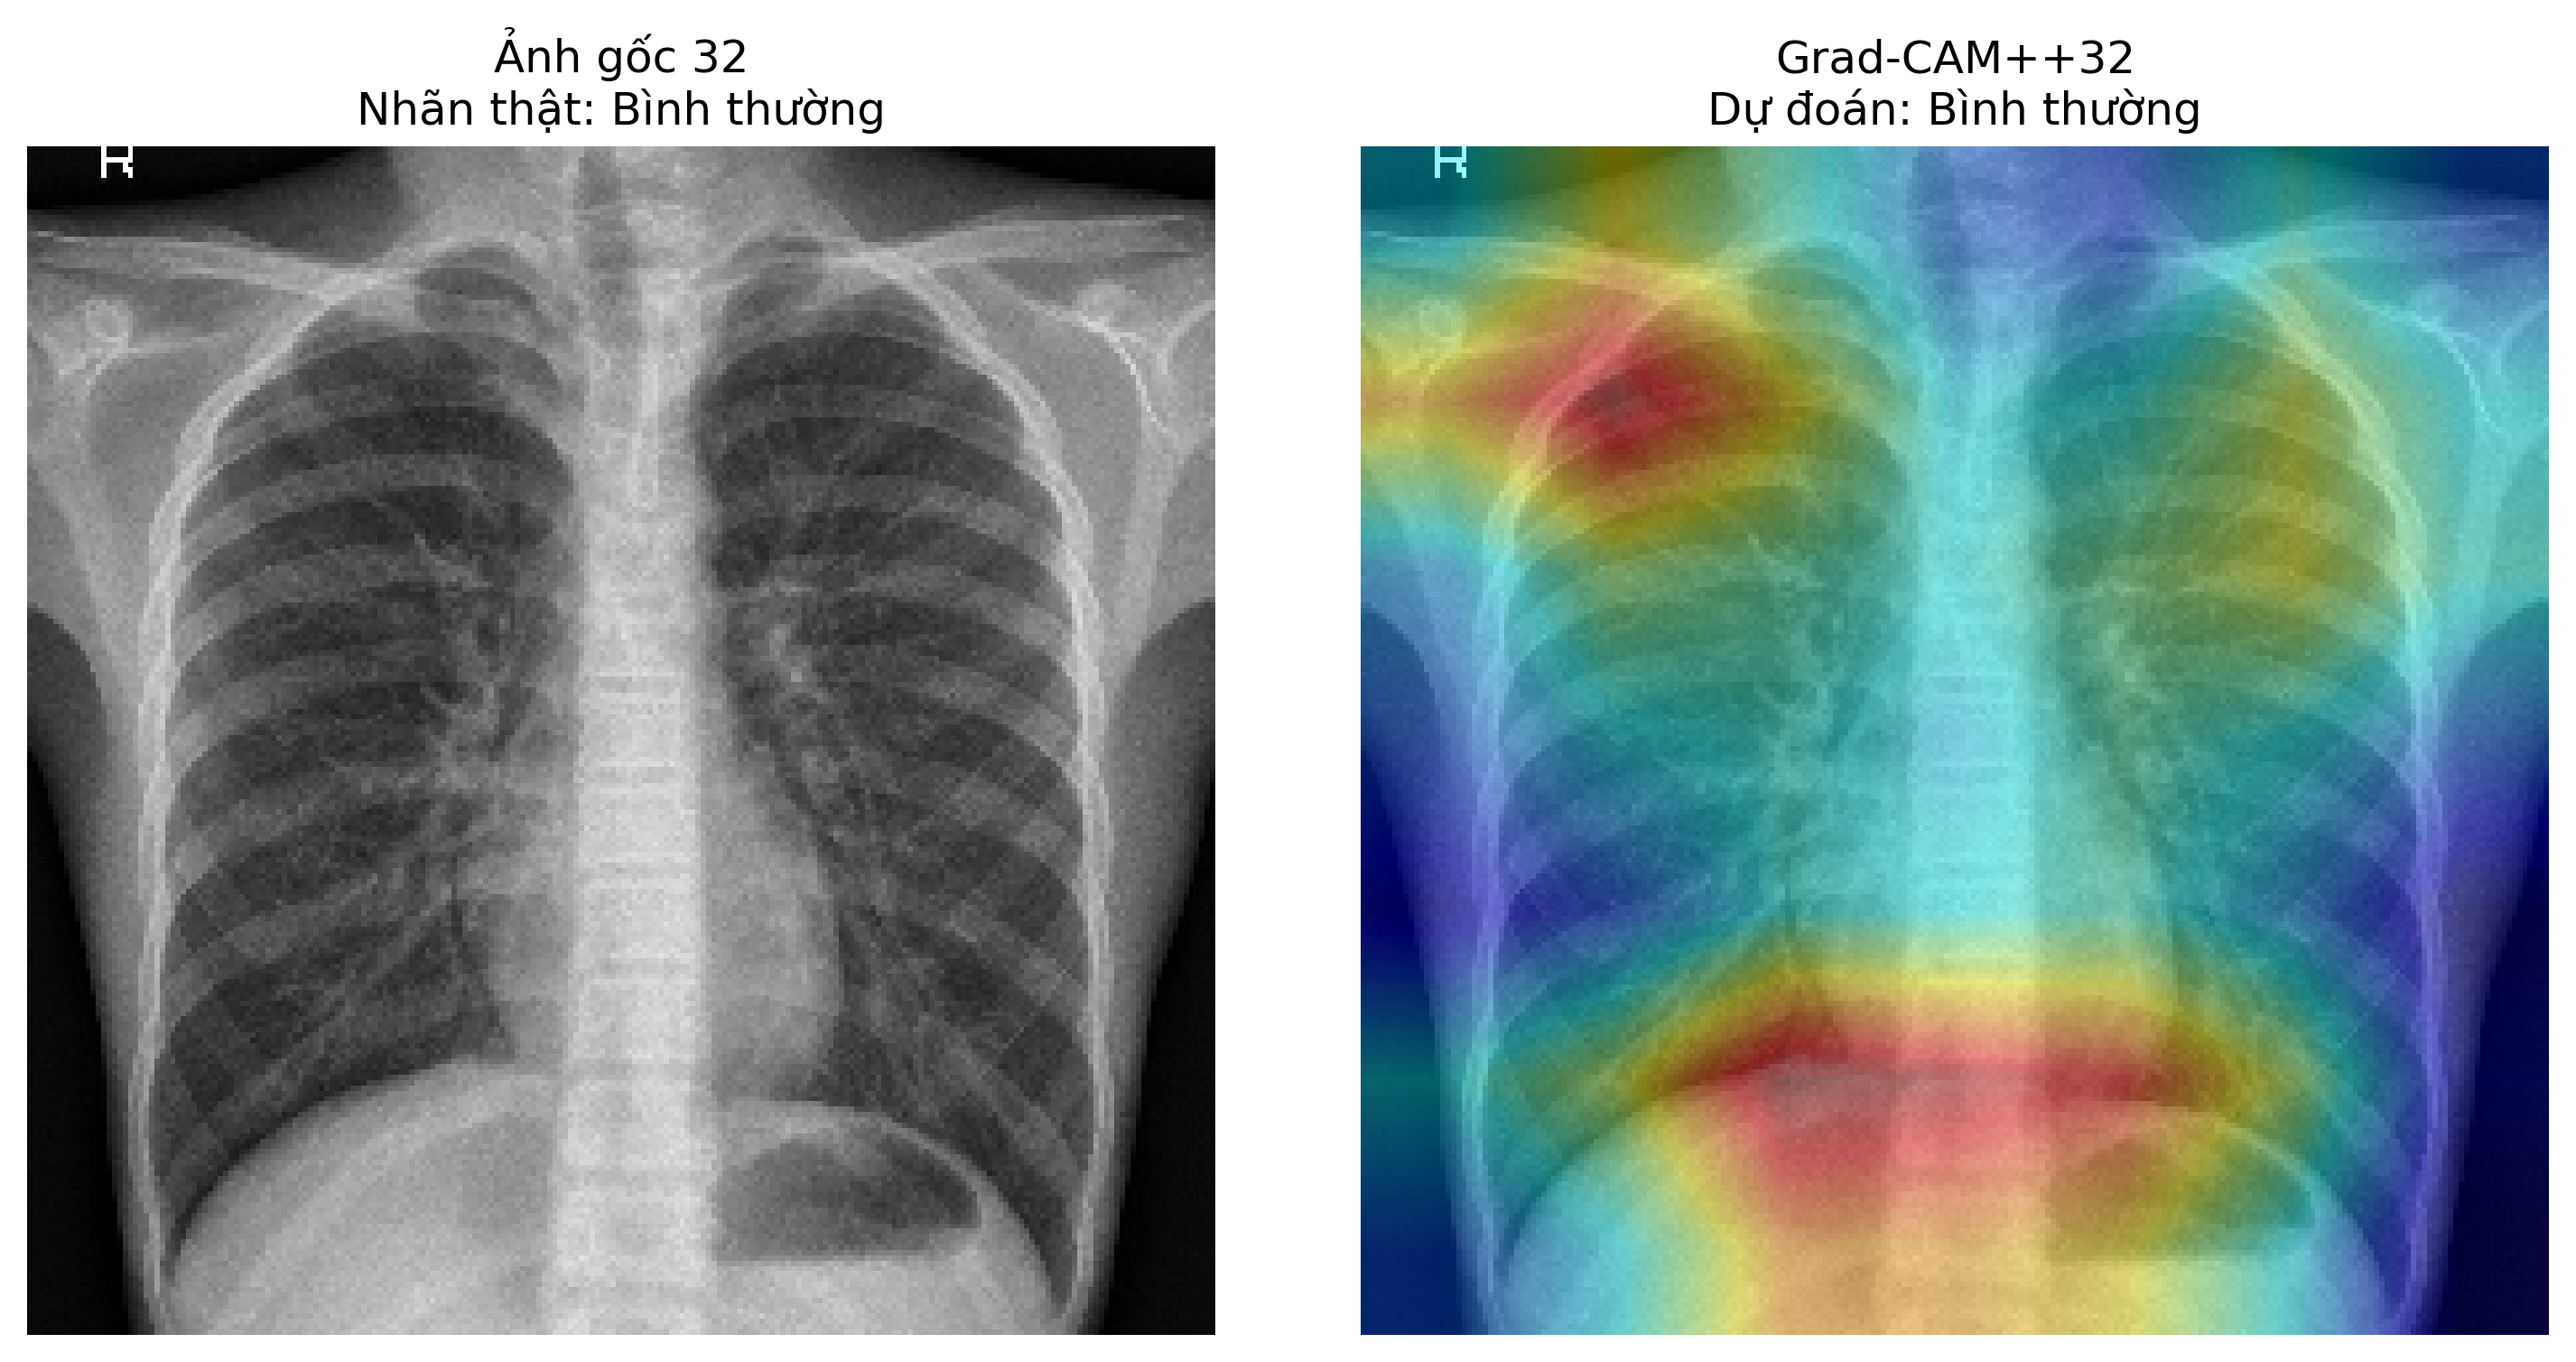 Ảnh gốc 32
Nhãn thật: Bình thường
Grad-CAM++32
Dự đoán: Bình thường
R
R